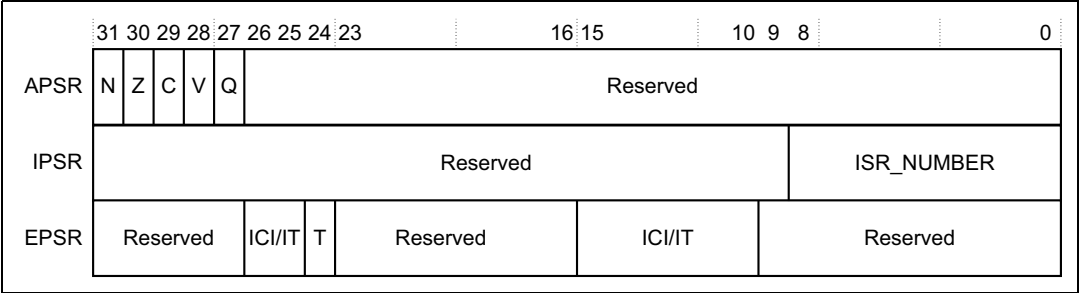 31 30 29 28 27 26 25 24 23 16 15 10 9 8 0
APSR N Z C V Q Reserved
IPSR Reserved ISR_NUMBER
EPSR Reserved ICI/IT T Reserved ICI/IT Reserved